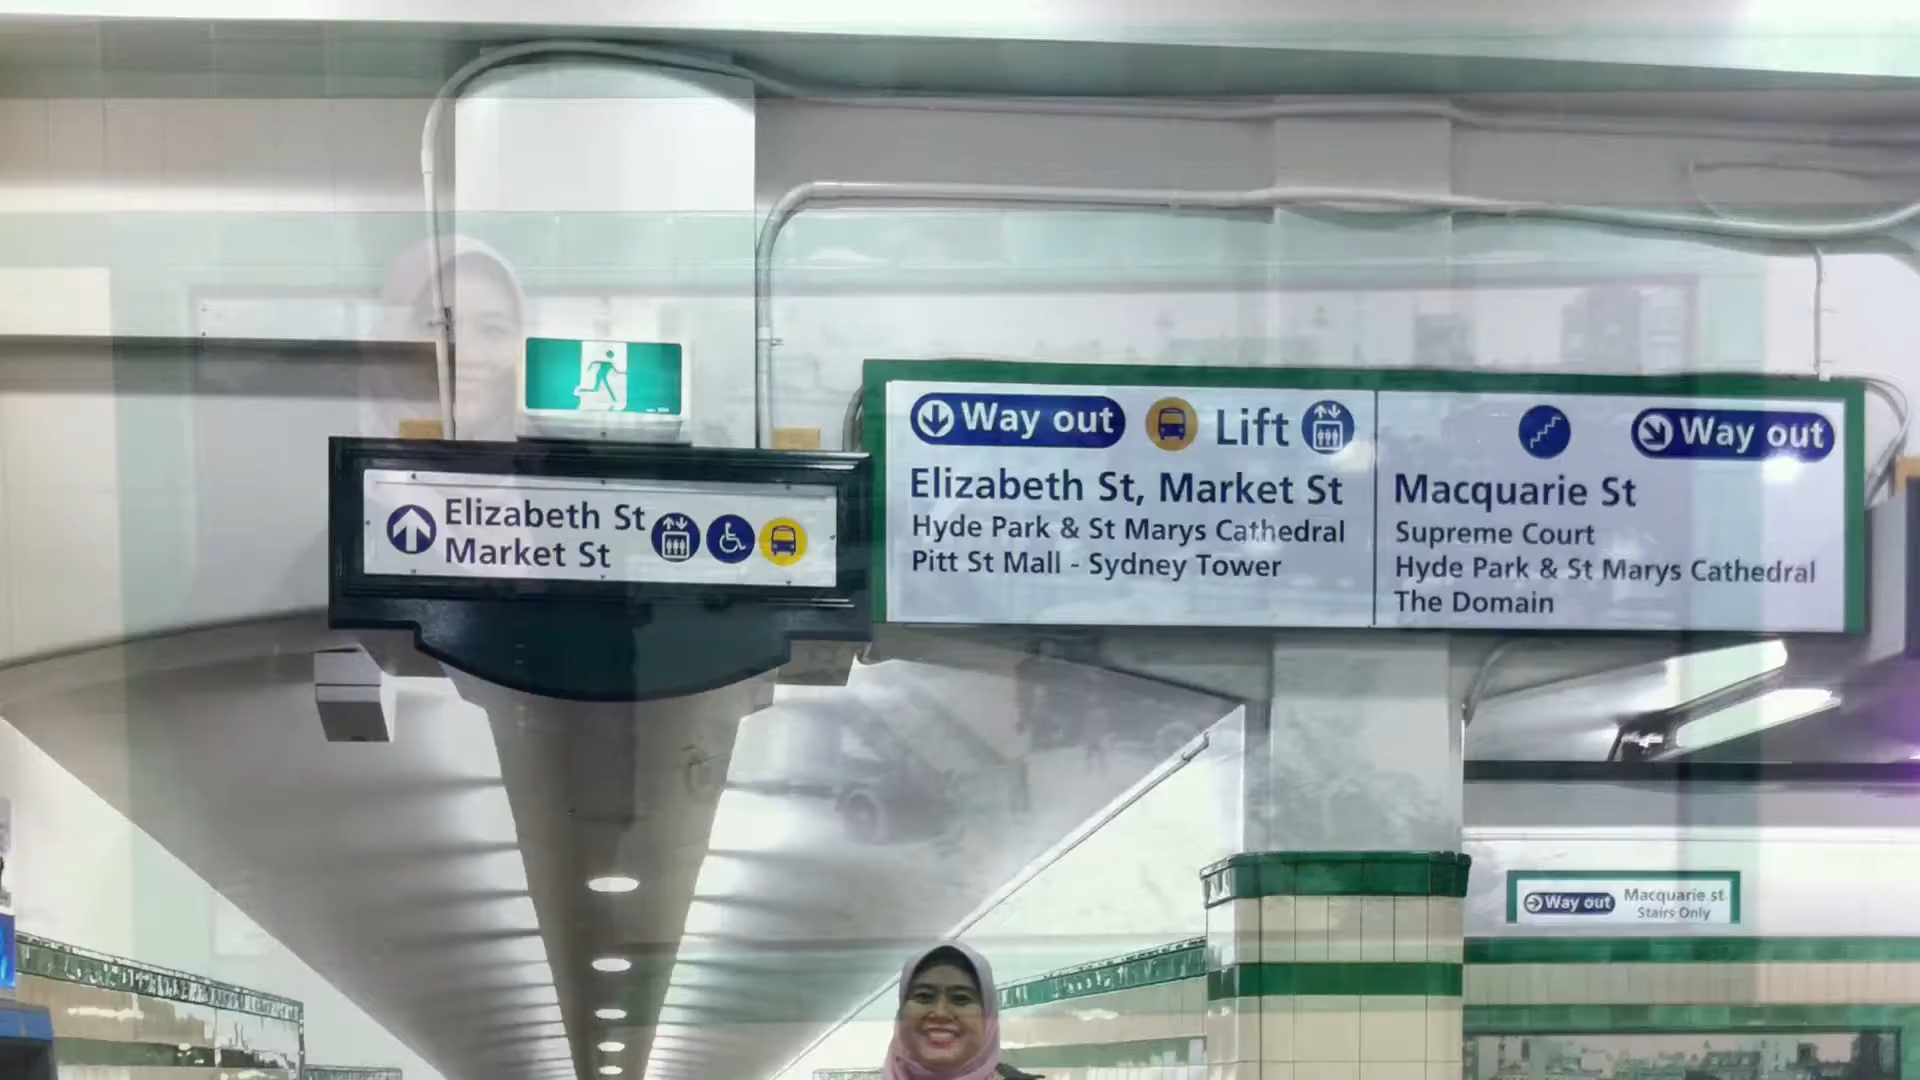 Elizabeth St
Market St
Way out Lift
Elizabeth St, Market St
Hyde Park & St Marys Cathedral
Pitt St Mall - Sydney Tower
Way out
Macquarie St
Supreme Court
Hyde Park & St Marys Cathedral
The Domain
Way out
Macquarie st
Stairs Only